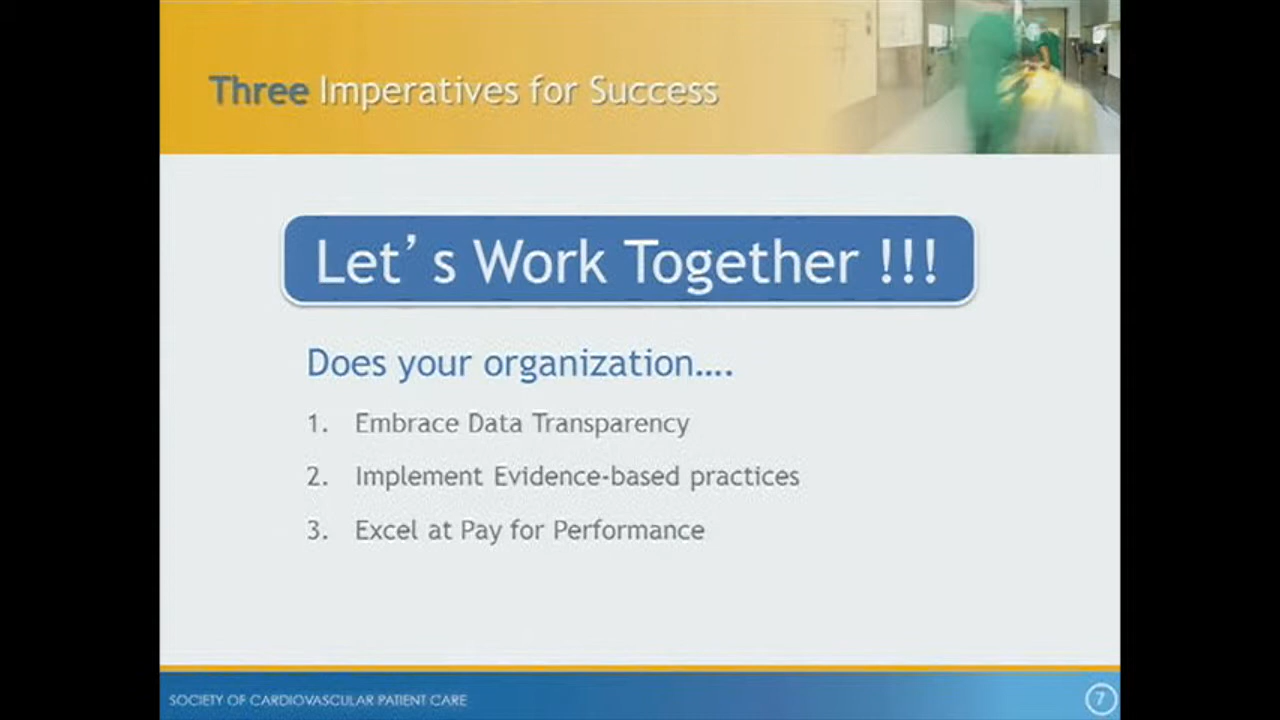 Three Imperatives for Success
Let’s Work Together !!!
Does your organization....
1. Embrace Data Transparency
2. Implement Evidence-based practices
3. Excel at Pay for Performance
SOCIETY OF CARDIOVASCULAR PATIENT CARE
7